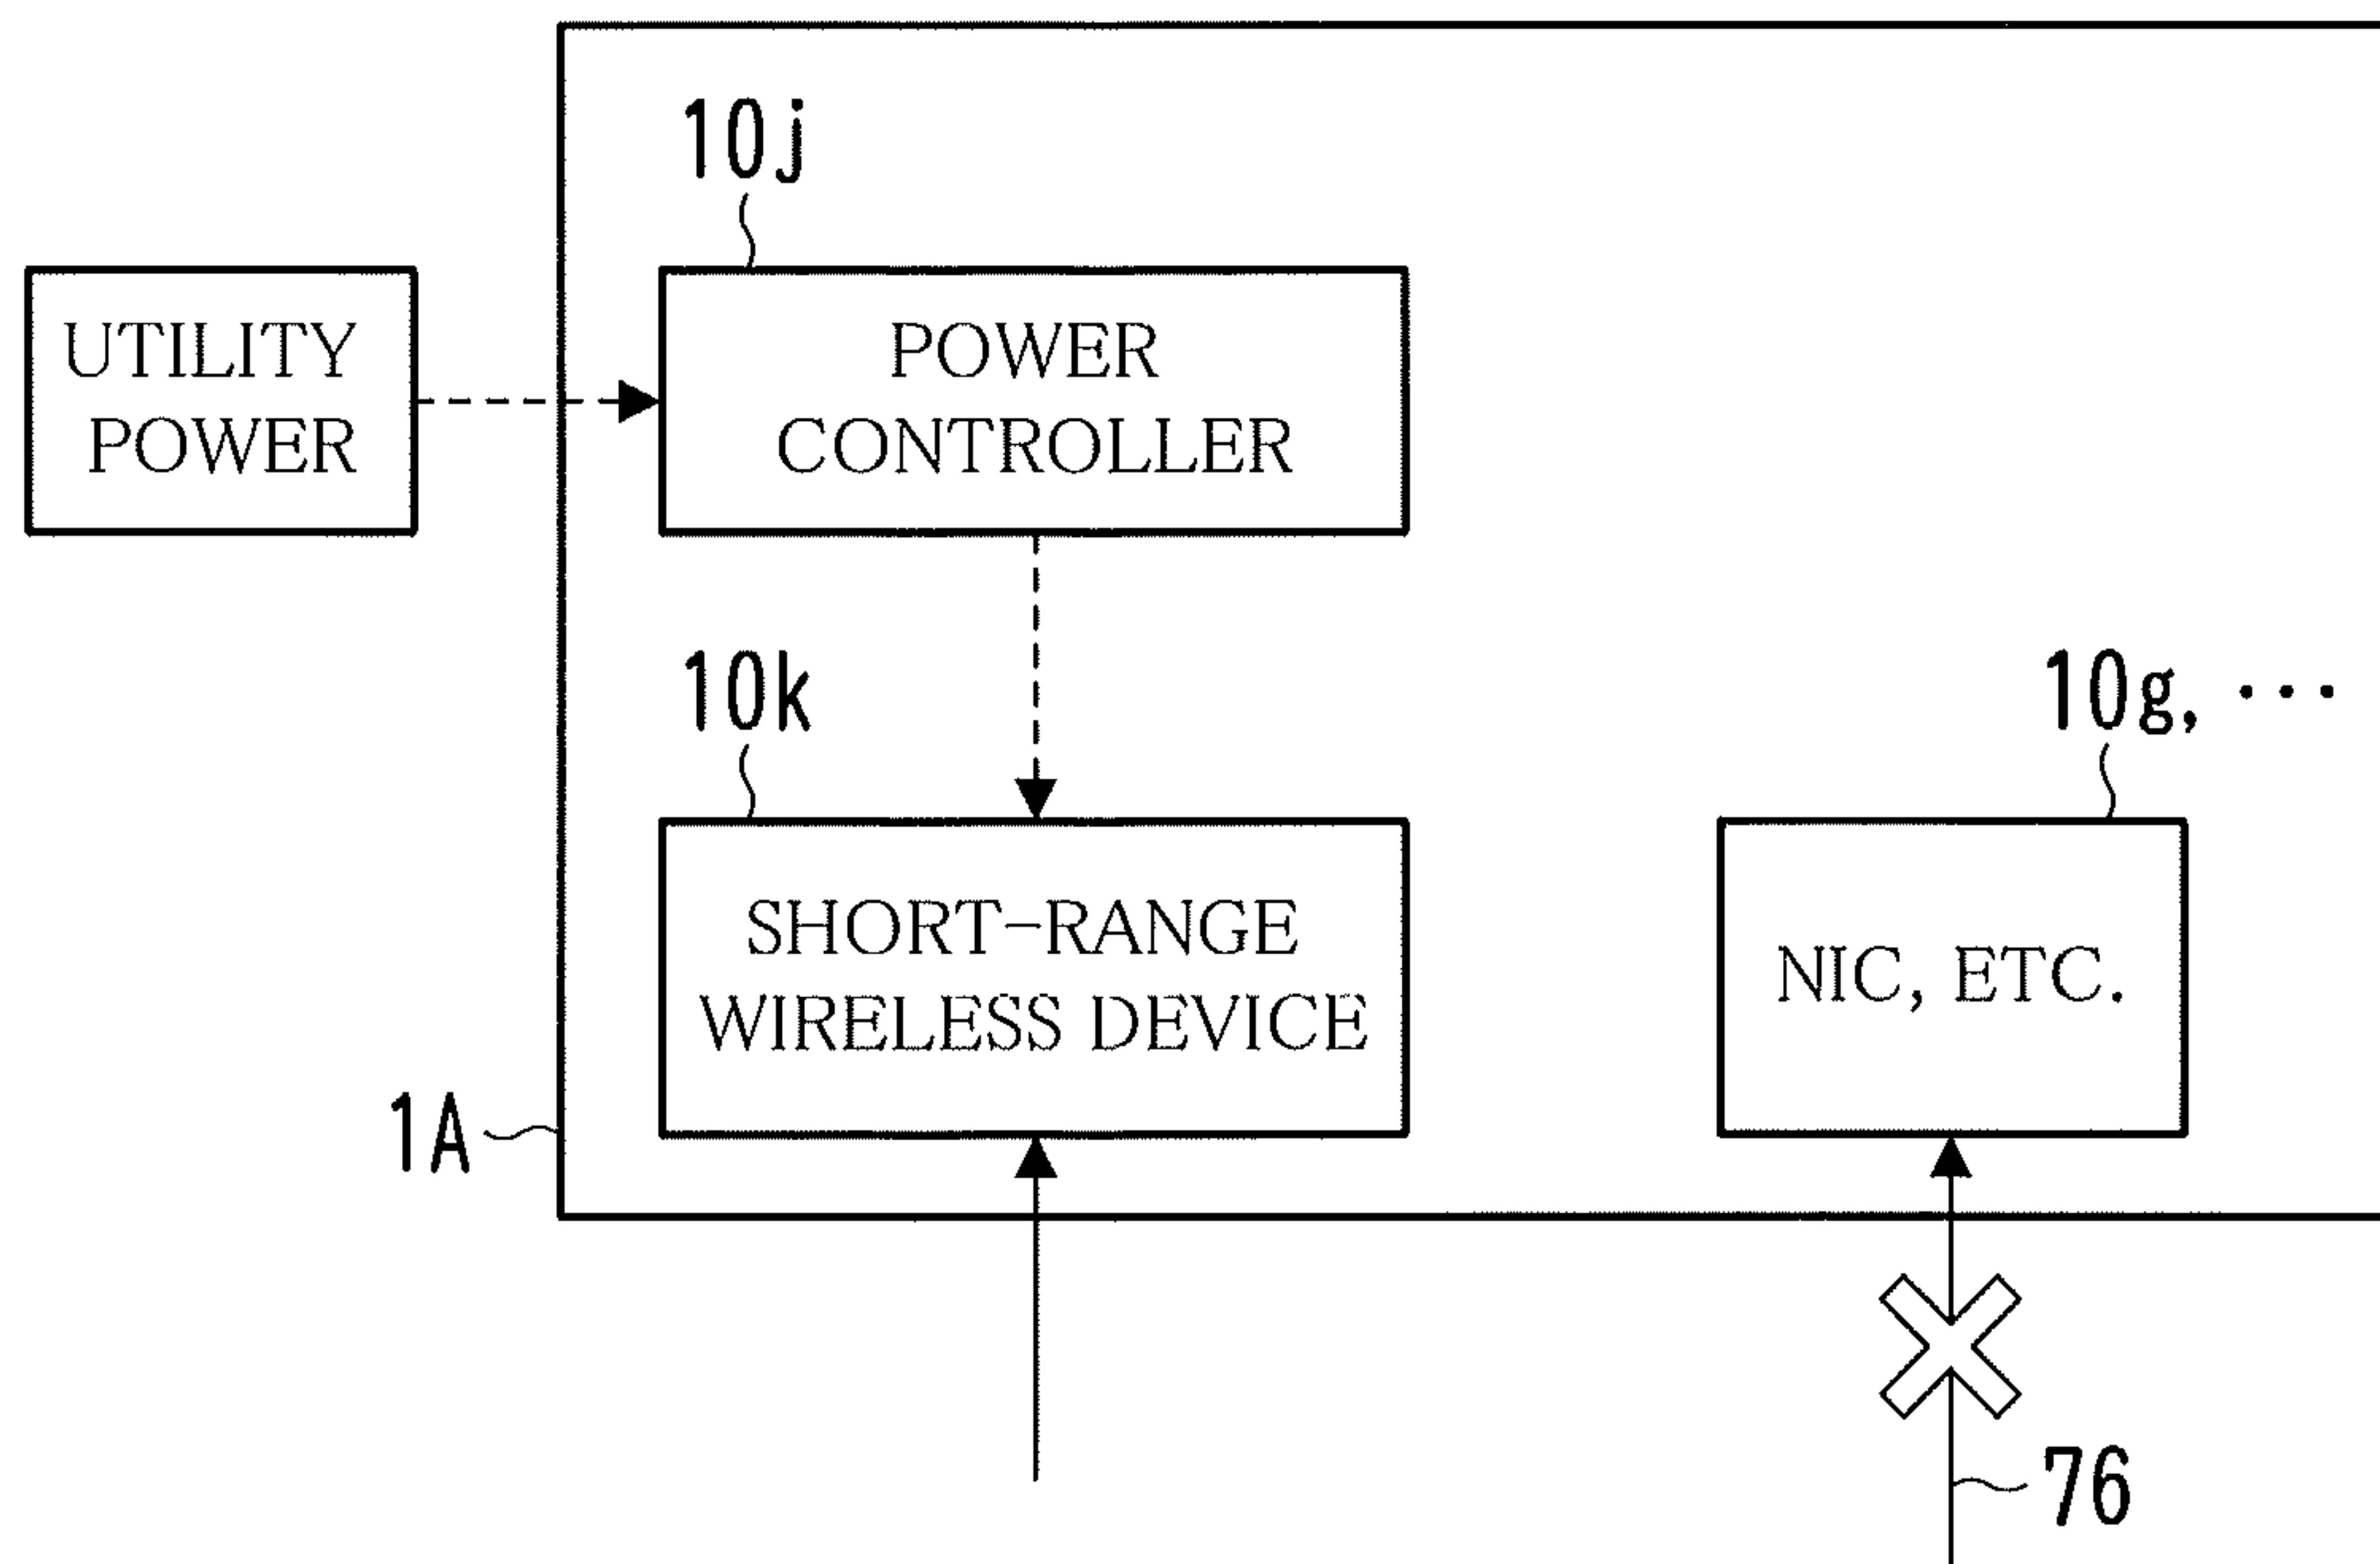 10j
UTILITY
POWER
POWER
CONTROLLER
10k
10g, ···
SHORT-RANGE
WIRELESS DEVICE
NIC, ETC.
1A
76